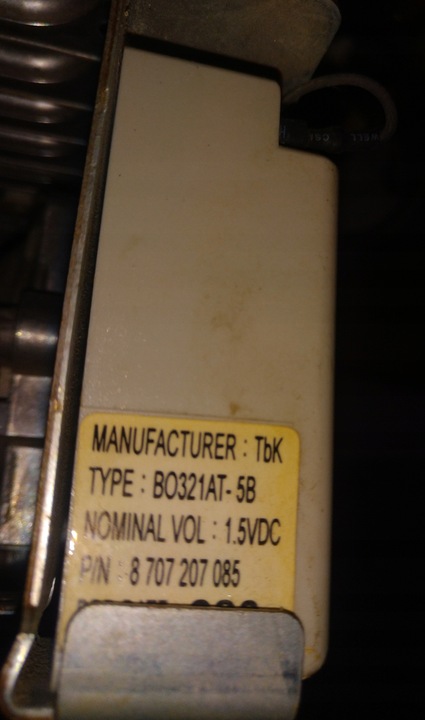 MANUFACTURER : TbK
TYPE : BO321AT- 5B
NOMINAL VOL : 1.5VDC
P/N : 8 707 207 085